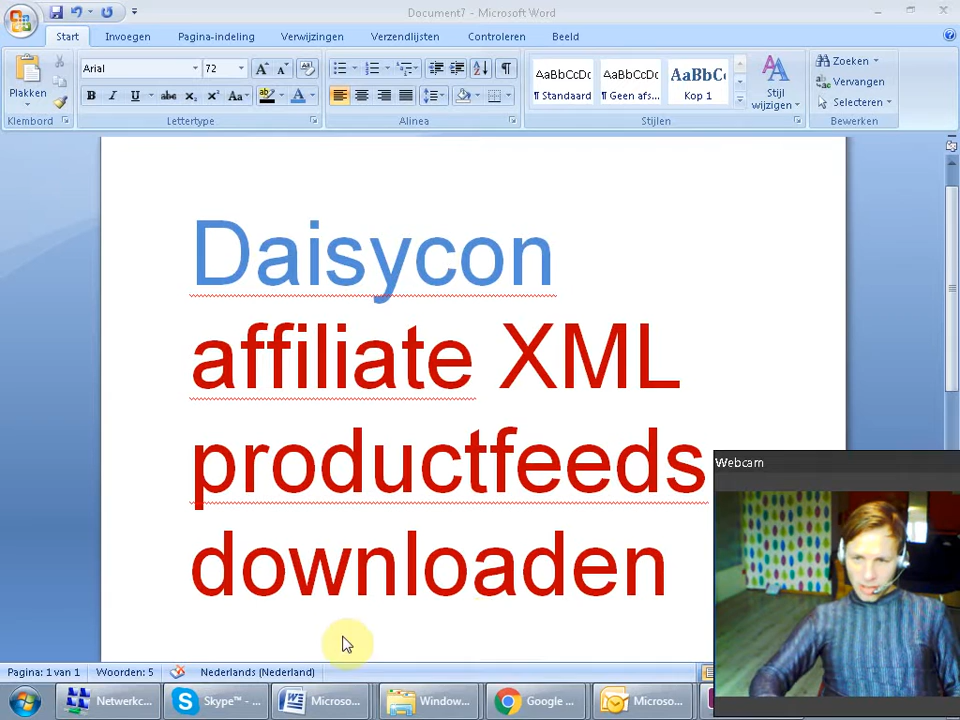 Document7 - Microsoft Word
Start Invoegen Pagina-indeling Verwijzingen Verzendlijsten Controleren Beeld
Plakken
Klembord
Arial 72
Lettertype
Alinea
AaBbCcDc AaBbCcDc AaBbC
¶ Standaard ¶ Geen afs... Kop 1
Stijl wijzigen
Stijlen
Zoeken
Vervangen
Selecteren
Bewerken
Daisycon
affiliate XML
productfeeds
downloaden
Webcam
Pagina: 1 van 1 Woorden: 5 Nederlands (Nederland)
Netwerkc... Skype™ - ... Microso... Window... Google ... Microso...